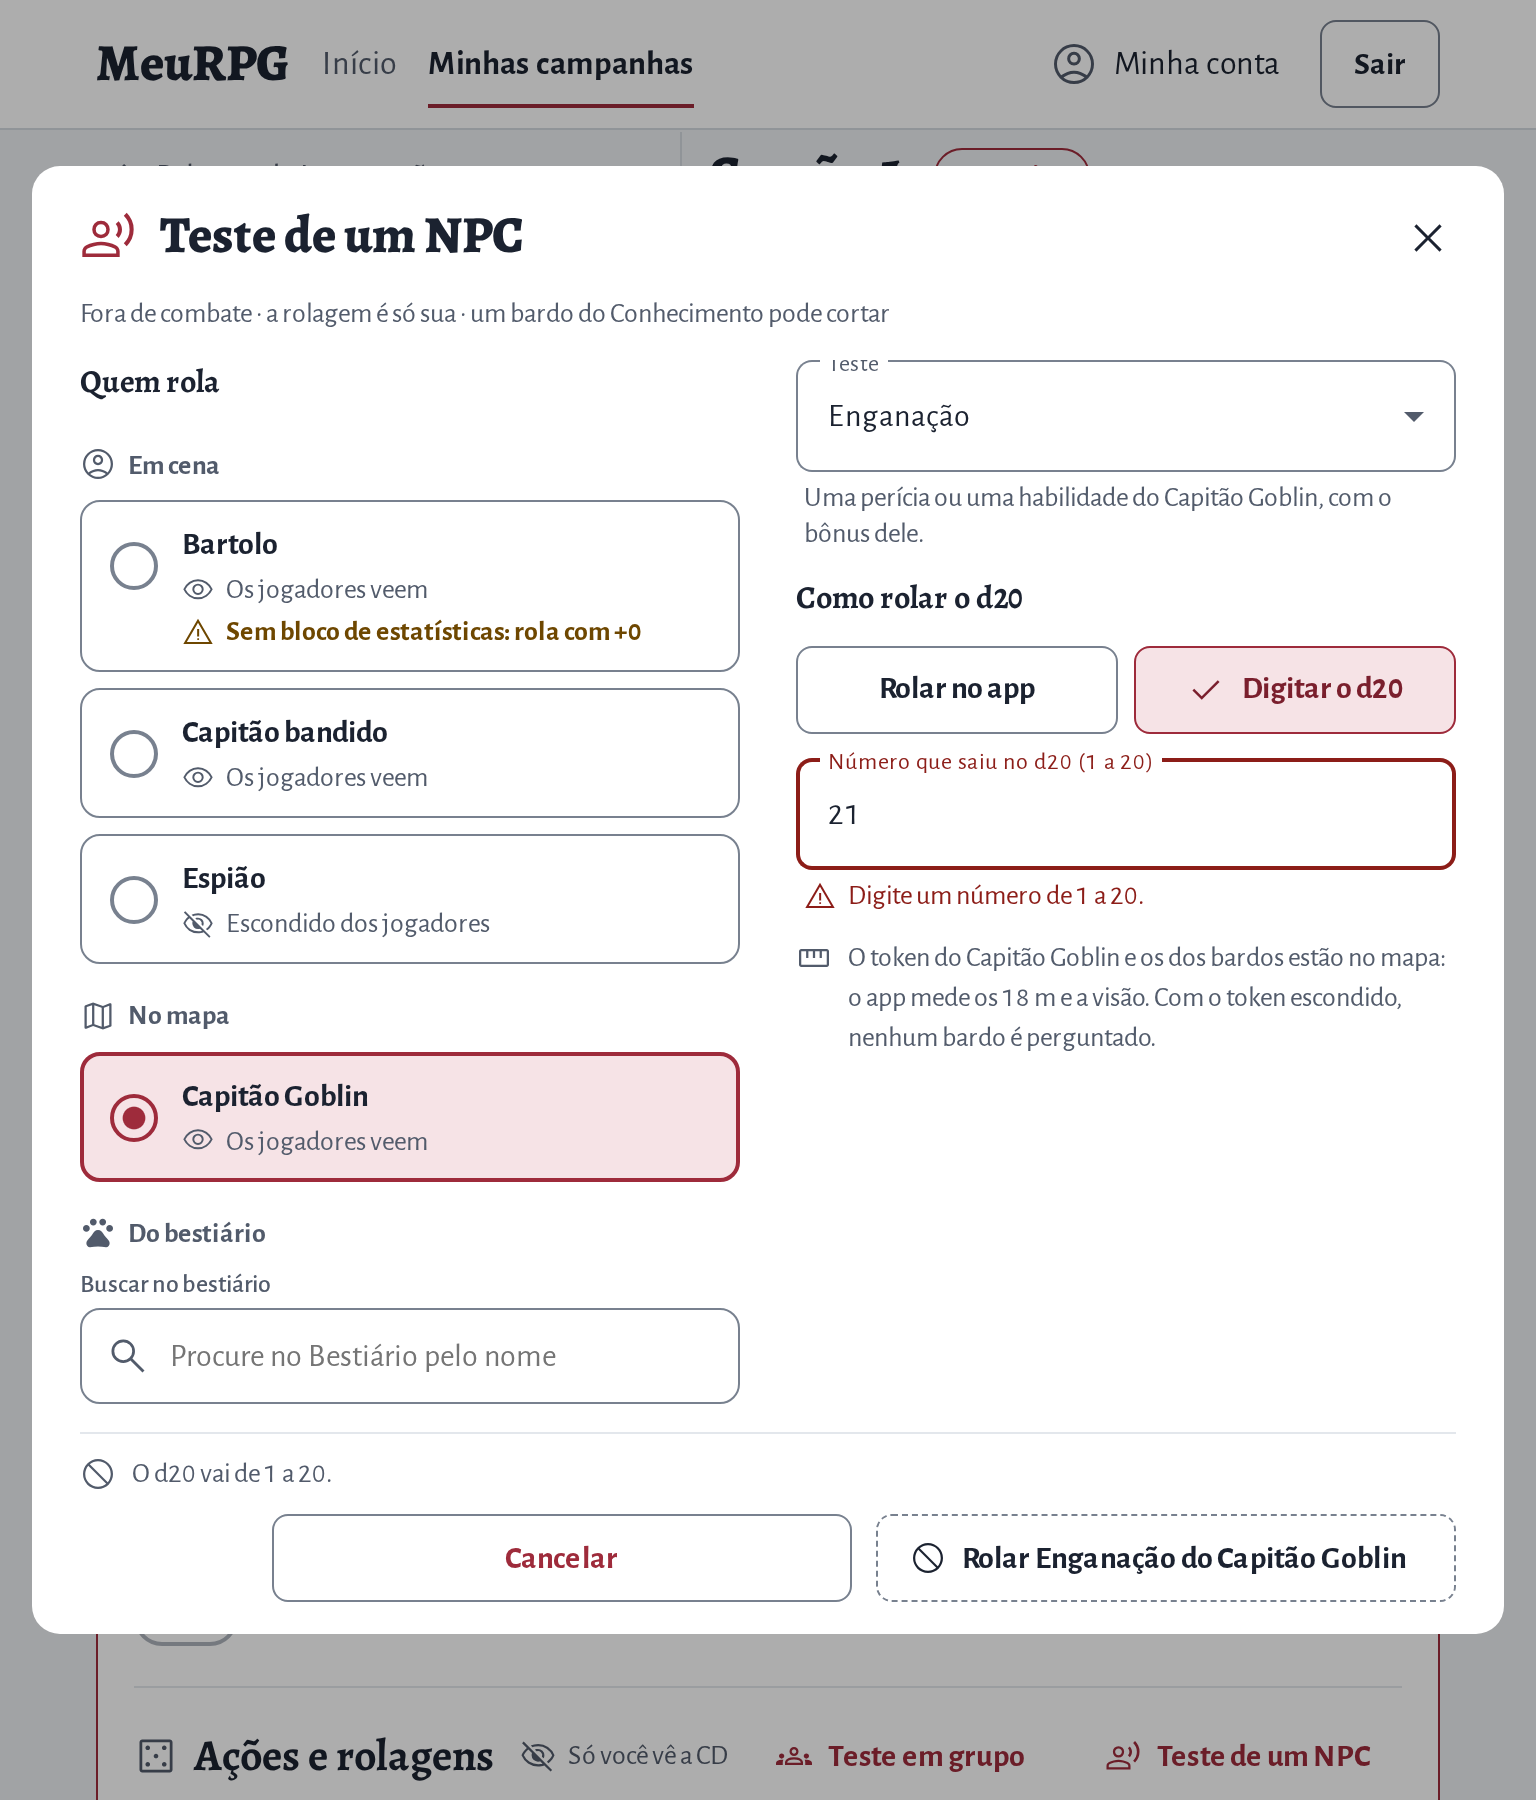 MeuRPG
Início
Minhas campanhas
Minha conta
Sair
Teste de um NPC
Fora de combate · a rolagem é só sua · um bardo do Conhecimento pode cortar
Quem rola
Em cena
Bartolo
Os jogadores veem
Sem bloco de estatísticas: rola com +0
Capitão bandido
Os jogadores veem
Espião
Escondido dos jogadores
No mapa
Capitão Goblin
Os jogadores veem
Do bestiário
Buscar no bestiário
Procure no Bestiário pelo nome
Teste
Enganação
Uma perícia ou uma habilidade do Capitão Goblin, com o
bônus dele.
Como rolar o d20
Rolar no app
Digitar o d20
Número que saiu no d20 (1 a 20)
21
Digite um número de 1 a 20.
O token do Capitão Goblin e os dos bardos estão no mapa:
o app mede os 18 m e a visão. Com o token escondido,
nenhum bardo é perguntado.
O d20 vai de 1 a 20.
Cancelar
Rolar Enganação do Capitão Goblin
Ações e rolagens
Só você vê a CD
Teste em grupo
Teste de um NPC